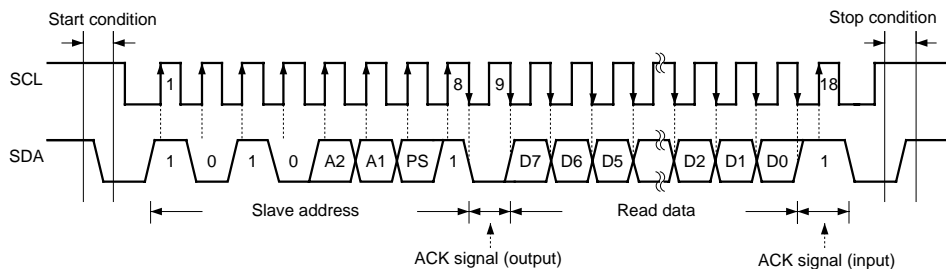 Start condition
Stop condition
SCL 1 8 9 18
SDA 1 0 1 0 A2 A1 PS 1 D7 D6 D5 D2 D1 D0 1
Slave address Read data
ACK signal (output) ACK signal (input)